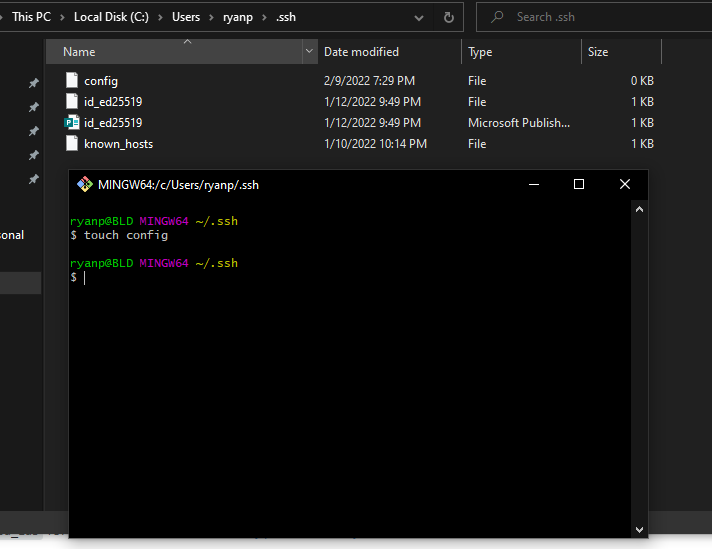 This PC > Local Disk (C:) > Users > ryanp > .ssh
Search .ssh
Name Date modified Type Size
config 2/9/2022 7:29 PM File 0 KB
id_ed25519 1/12/2022 9:49 PM File 1 KB
id_ed25519 1/12/2022 9:49 PM Microsoft Publish... 1 KB
known_hosts 1/10/2022 10:14 PM File 1 KB
sonal
MINGW64:/c/Users/ryanp/.ssh
ryanp@BLD MINGW64 ~/.ssh
$ touch config
ryanp@BLD MINGW64 ~/.ssh
$